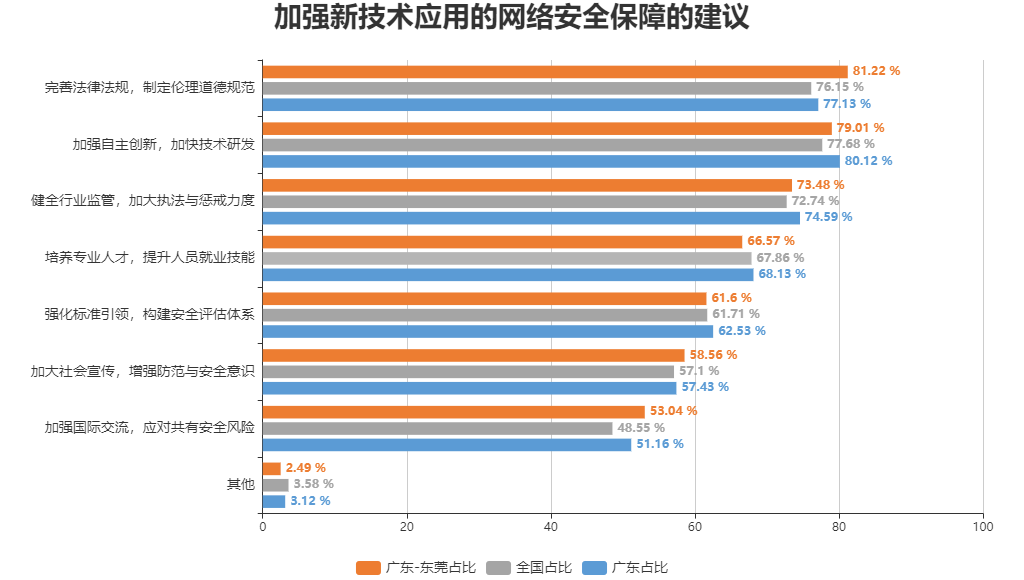 加强新技术应用的网络安全保障的建议
完善法律法规，制定伦理道德规范
81.22 %
76.15 %
77.13 %
加强自主创新，加快技术研发
79.01 %
77.68 %
80.12 %
健全行业监管，加大执法与惩戒力度
73.48 %
72.74 %
74.59 %
培养专业人才，提升人员就业技能
66.57 %
67.86 %
68.13 %
强化标准引领，构建安全评估体系
61.6 %
61.71 %
62.53 %
加大社会宣传，增强防范与安全意识
58.56 %
57.1 %
57.43 %
加强国际交流，应对共有安全风险
53.04 %
48.55 %
51.16 %
其他
2.49 %
3.58 %
3.12 %
0 20 40 60 80 100
广东-东莞占比 全国占比 广东占比